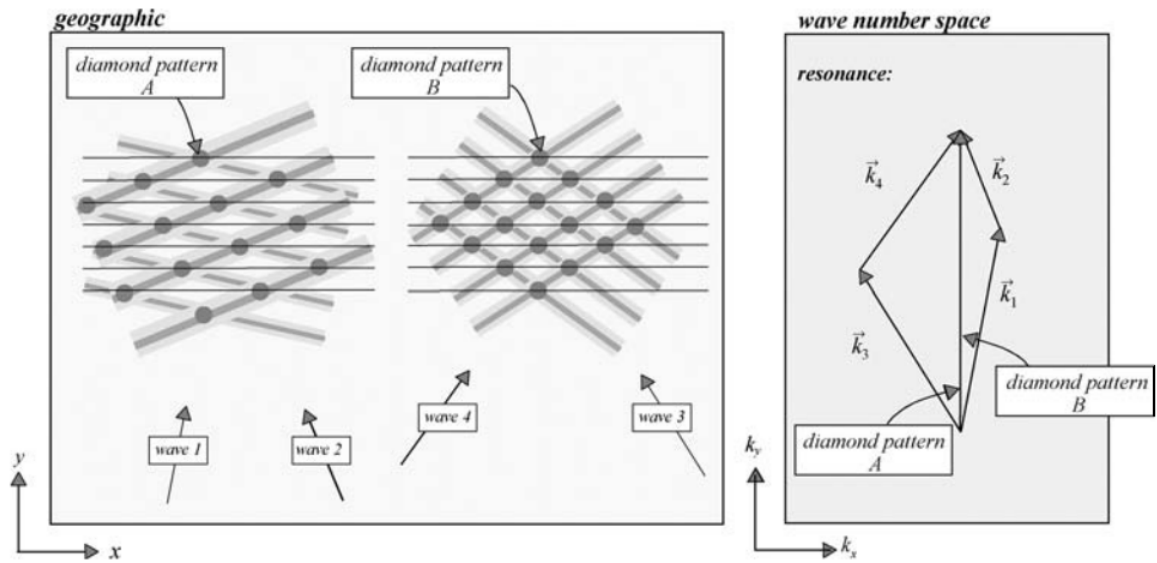 geographic
diamond pattern
A
diamond pattern
B
wave 1
wave 2
wave 4
wave 3
y
x
wave number space
resonance:
k⃗₄
k⃗₂
k⃗₁
k⃗₃
diamond pattern
B
diamond pattern
A
kᵧ
kₓ